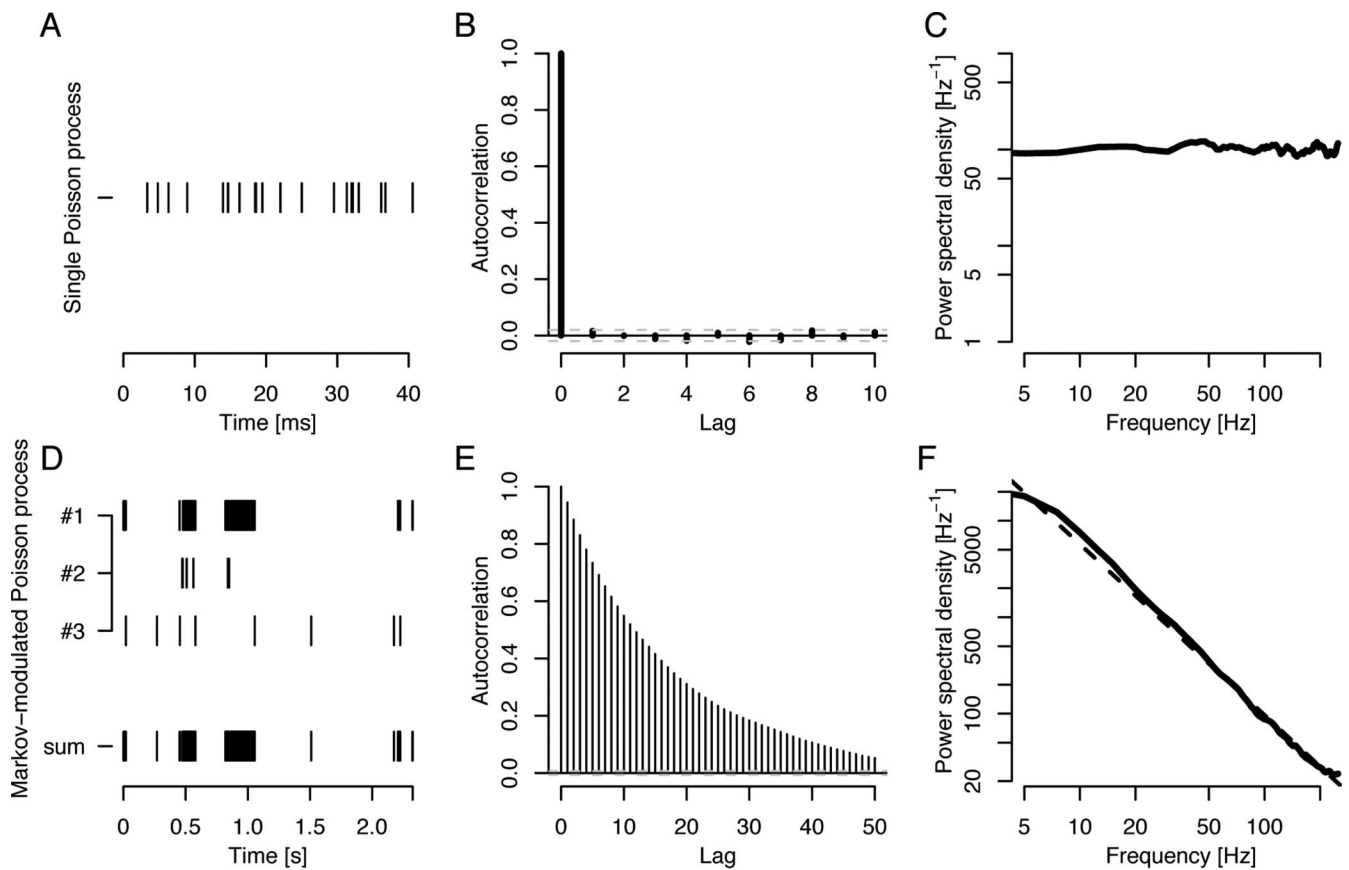 A
Single Poisson process
0 10 20 30 40
Time [ms]
B
Autocorrelation
0.0 0.2 0.4 0.6 0.8 1.0
0 2 4 6 8 10
Lag
C
Power spectral density [Hz⁻¹]
1 5 50 500
5 10 20 50 100
Frequency [Hz]
D
Markov−modulated Poisson process
#1
#2
#3
sum
0 0.5 1.0 1.5 2.0
Time [s]
E
Autocorrelation
0.0 0.2 0.4 0.6 0.8 1.0
0 10 20 30 40 50
Lag
F
Power spectral density [Hz⁻¹]
20 100 500 5000
5 10 20 50 100
Frequency [Hz]